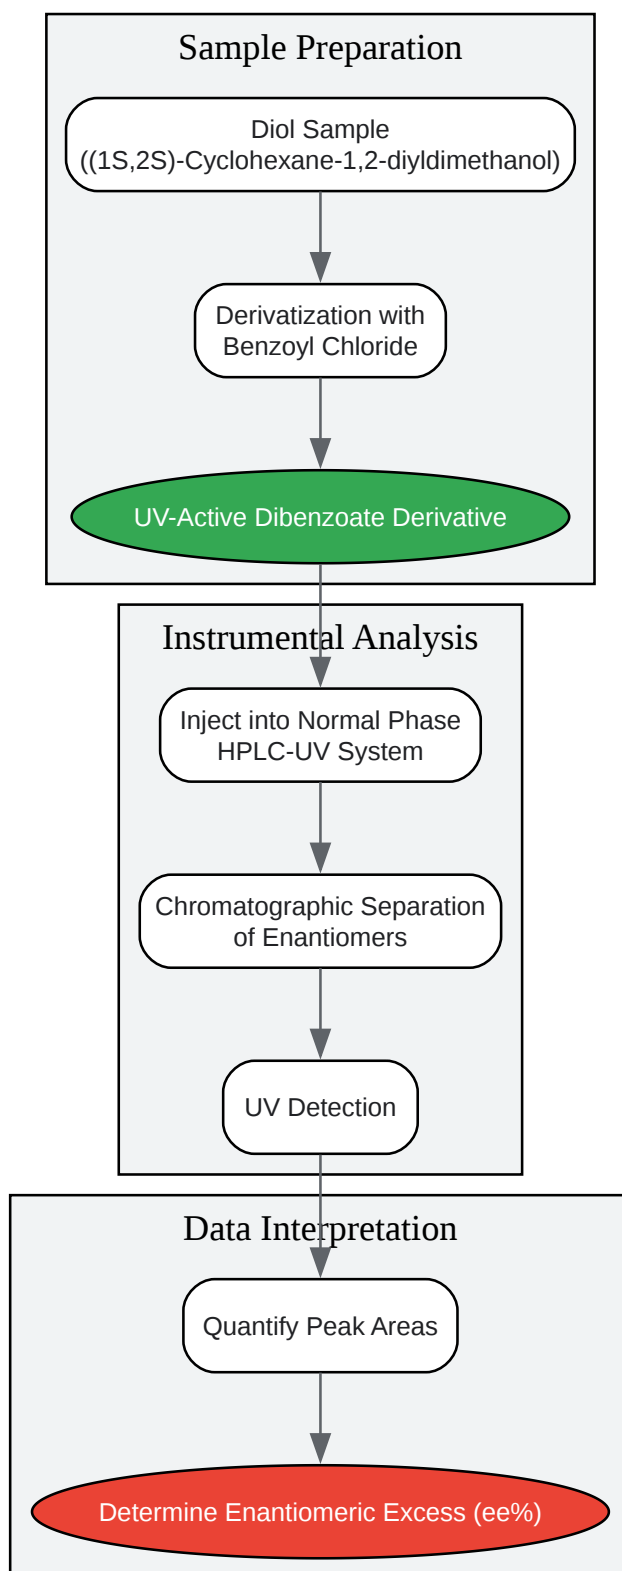 Sample Preparation
Diol Sample
((1S,2S)-Cyclohexane-1,2-diyldimethanol)
Derivatization with
Benzoyl Chloride
UV-Active Dibenzoate Derivative
Instrumental Analysis
Inject into Normal Phase
HPLC-UV System
Chromatographic Separation
of Enantiomers
UV Detection
Data Interpretation
Quantify Peak Areas
Determine Enantiomeric Excess (ee%)